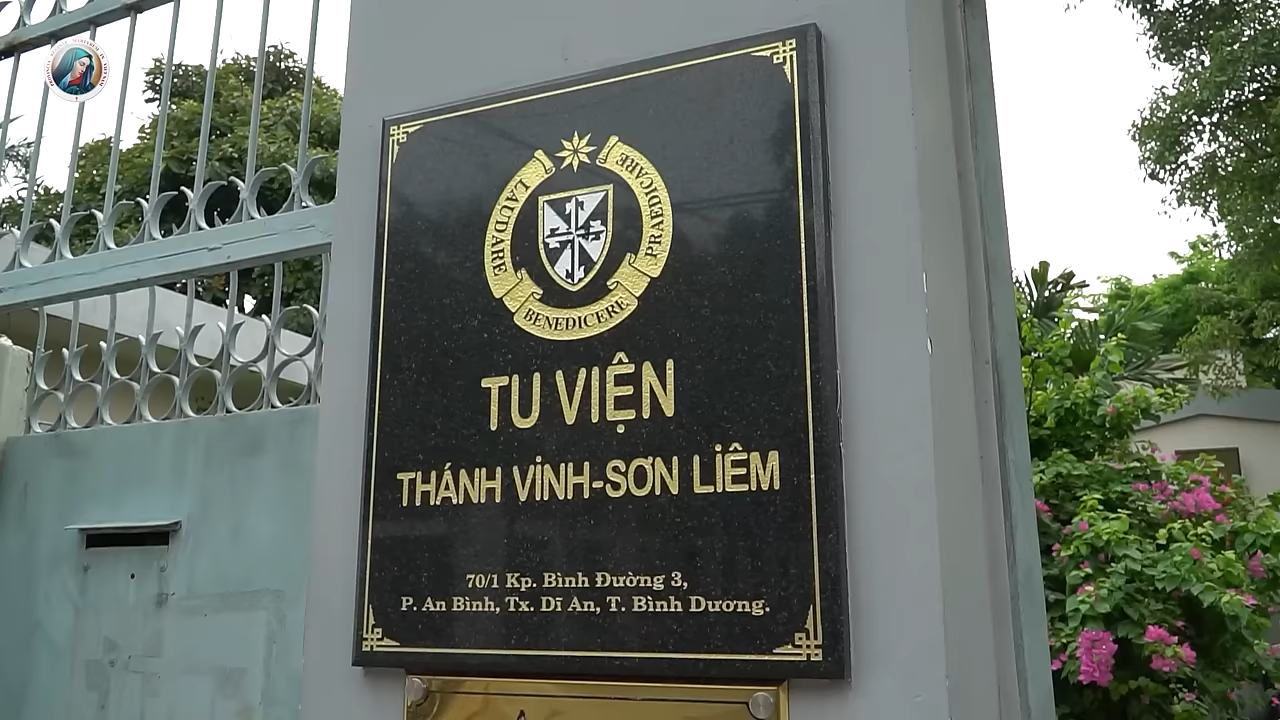 LAUDARE
BENEDICERE
PRAEDICARE
TU VIỆN
THÁNH VINH-SƠN LIÊM
70/1 Kp. Bình Đường 3,
P. An Bình, Tx. Dĩ An, T. Bình Dương.